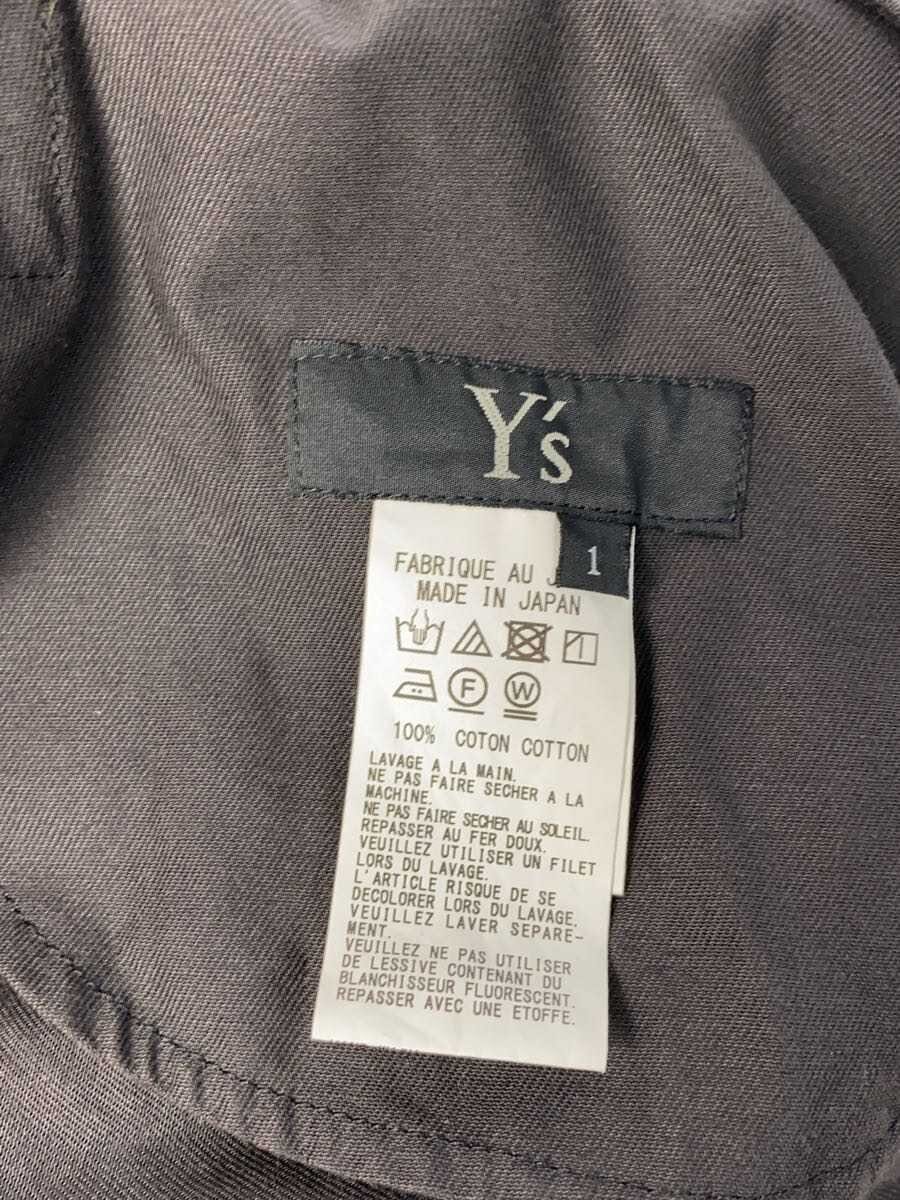 Y's
1
FABRIQUE AU J
MADE IN JAPAN
F
W
100% COTON COTTON
LAVAGE A LA MAIN.
NE PAS FAIRE SECHER A LA
MACHINE.
NE PAS FAIRE SECHER AU SOLEIL.
REPASSER AU FER DOUX.
VEUILLEZ UTILISER UN FILET
LORS DU LAVAGE.
L'ARTICLE RISQUE DE SE
DECOLORER LORS DU LAVAGE.
VEUILLEZ LAVER SEPARE-
MENT.
VEUILLEZ NE PAS UTILISER
DE LESSIVE CONTENANT DU
BLANCHISSEUR FLUORESCENT.
REPASSER AVEC UNE ETOFFE.